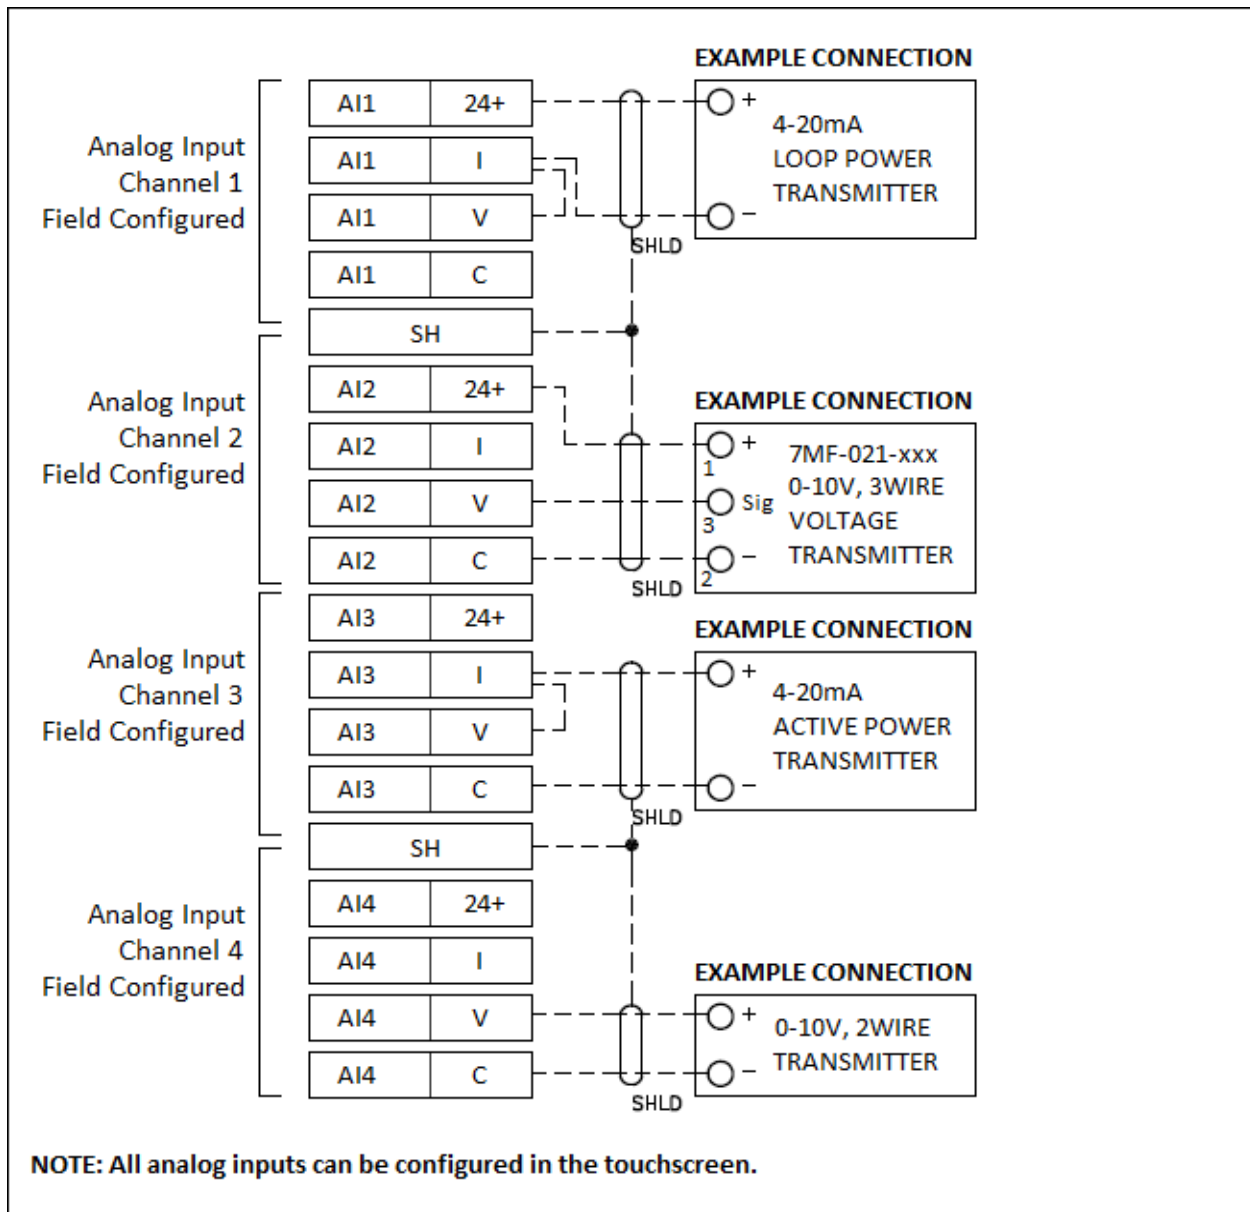 EXAMPLE CONNECTION
Analog Input
Channel 1
Field Configured
AI1 24+
AI1 I
AI1 V
AI1 C
+
4-20mA
LOOP POWER
TRANSMITTER
−
SHLD
SH
Analog Input
Channel 2
Field Configured
AI2 24+
AI2 I
AI2 V
AI2 C
EXAMPLE CONNECTION
+
1
Sig
3
−
2
7MF-021-xxx
0-10V, 3WIRE
VOLTAGE
TRANSMITTER
SHLD
Analog Input
Channel 3
Field Configured
AI3 24+
AI3 I
AI3 V
AI3 C
EXAMPLE CONNECTION
+
4-20mA
ACTIVE POWER
TRANSMITTER
−
SHLD
SH
Analog Input
Channel 4
Field Configured
AI4 24+
AI4 I
AI4 V
AI4 C
EXAMPLE CONNECTION
+
0-10V, 2WIRE
TRANSMITTER
−
SHLD
NOTE: All analog inputs can be configured in the touchscreen.